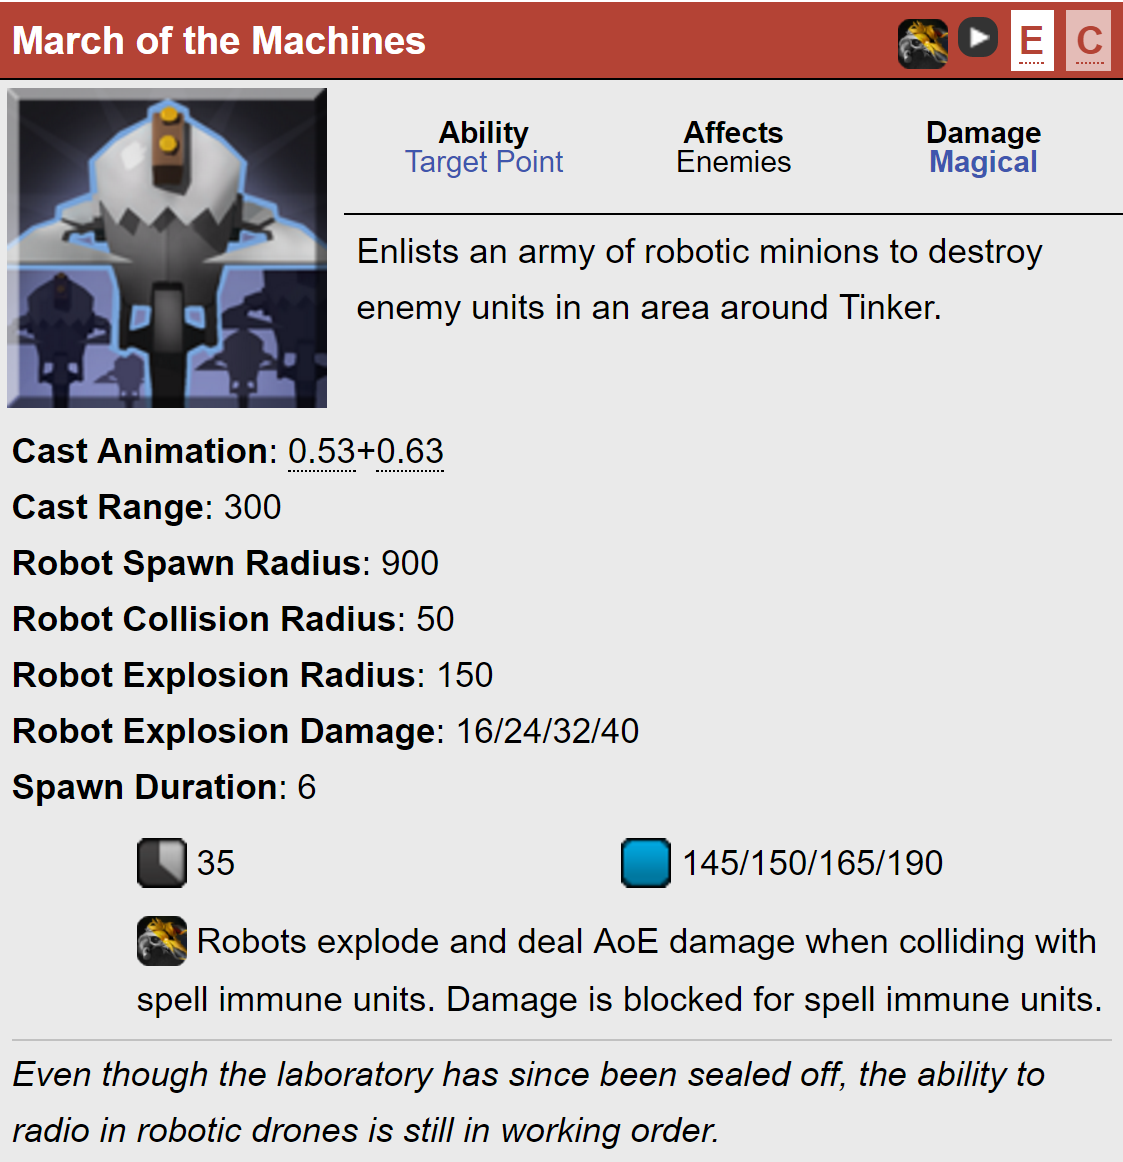 March of the Machines
E
C
Ability
Target Point
Affects
Enemies
Damage
Magical
Enlists an army of robotic minions to destroy
enemy units in an area around Tinker.
Cast Animation: 0.53+0.63
Cast Range: 300
Robot Spawn Radius: 900
Robot Collision Radius: 50
Robot Explosion Radius: 150
Robot Explosion Damage: 16/24/32/40
Spawn Duration: 6
35
145/150/165/190
Robots explode and deal AoE damage when colliding with
spell immune units. Damage is blocked for spell immune units.
Even though the laboratory has since been sealed off, the ability to
radio in robotic drones is still in working order.